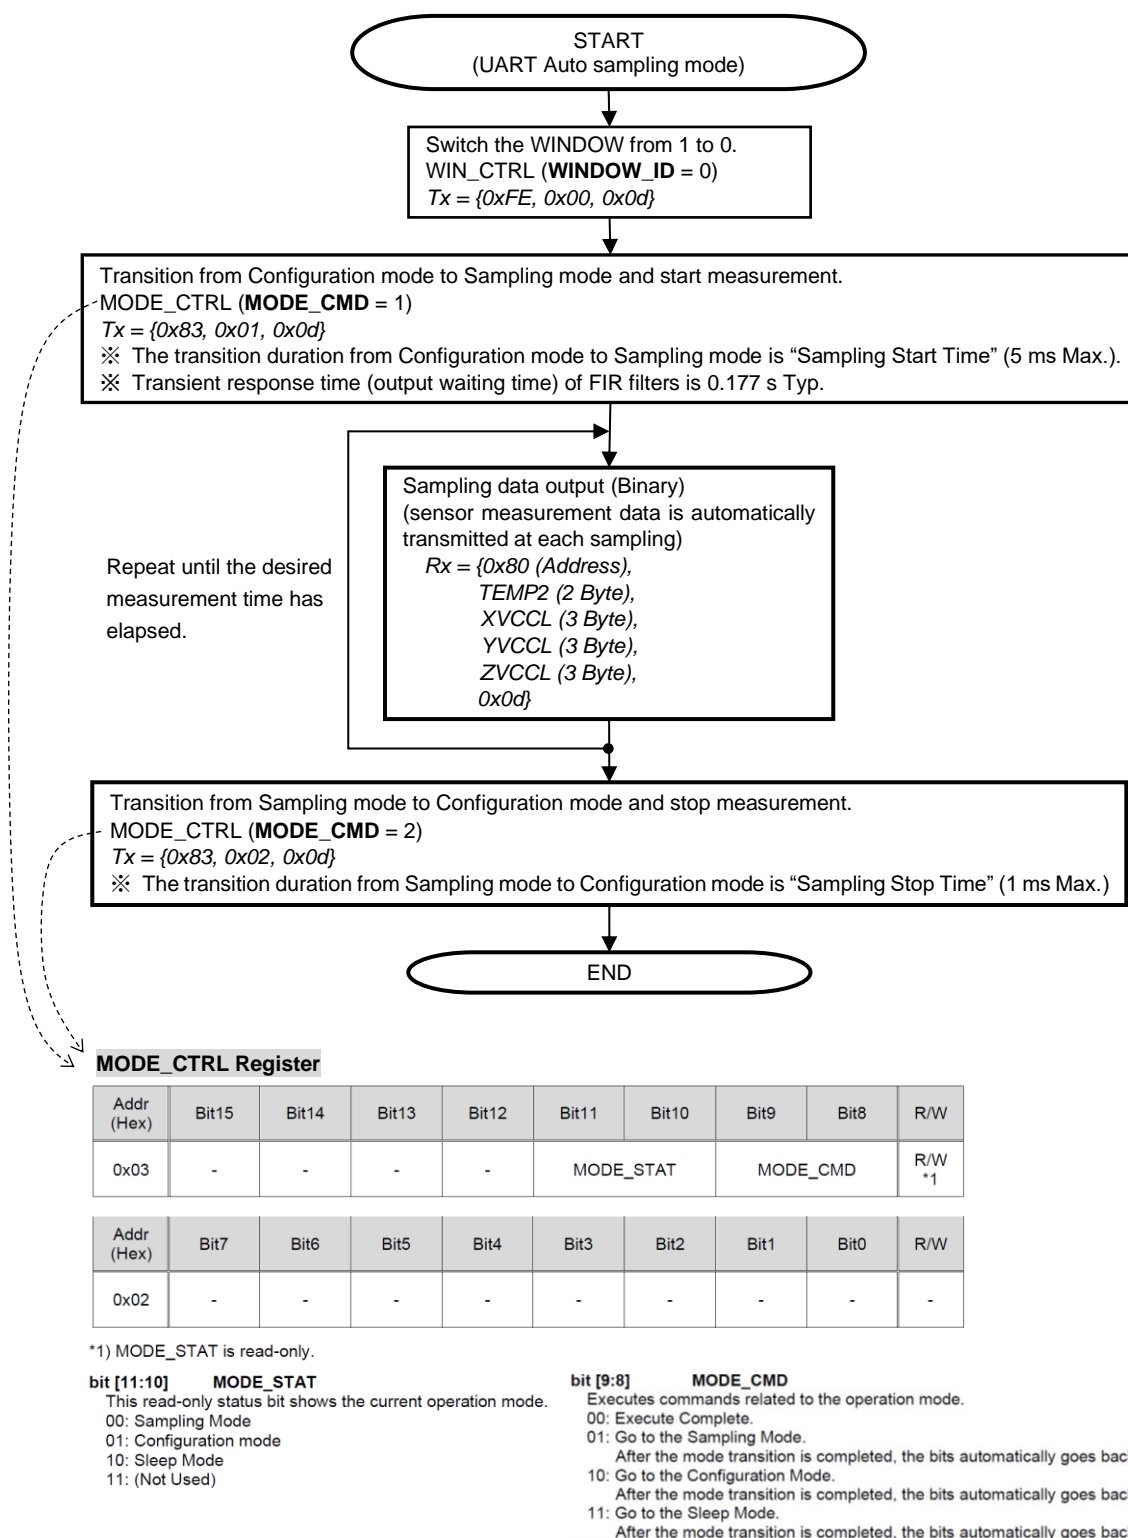 START
(UART Auto sampling mode)
Switch the WINDOW from 1 to 0.
WIN_CTRL (WINDOW_ID = 0)
Tx = {0xFE, 0x00, 0x0d}
Transition from Configuration mode to Sampling mode and start measurement.
MODE_CTRL (MODE_CMD = 1)
Tx = {0x83, 0x01, 0x0d}
※ The transition duration from Configuration mode to Sampling mode is “Sampling Start Time” (5 ms Max.).
※ Transient response time (output waiting time) of FIR filters is 0.177 s Typ.
Sampling data output (Binary)
(sensor measurement data is automatically
transmitted at each sampling)
Rx = {0x80 (Address),
TEMP2 (2 Byte),
XVCCL (3 Byte),
YVCCL (3 Byte),
ZVCCL (3 Byte),
0x0d}
Repeat until the desired
measurement time has
elapsed.
Transition from Sampling mode to Configuration mode and stop measurement.
MODE_CTRL (MODE_CMD = 2)
Tx = {0x83, 0x02, 0x0d}
※ The transition duration from Sampling mode to Configuration mode is “Sampling Stop Time” (1 ms Max.)
END
MODE_CTRL Register
Addr (Hex) Bit15 Bit14 Bit13 Bit12 Bit11 Bit10 Bit9 Bit8 R/W
0x03 - - - - MODE_STAT MODE_CMD R/W *1
Addr (Hex) Bit7 Bit6 Bit5 Bit4 Bit3 Bit2 Bit1 Bit0 R/W
0x02 - - - - - - - - -
*1) MODE_STAT is read-only.
bit [11:10] MODE_STAT
This read-only status bit shows the current operation mode.
00: Sampling Mode
01: Configuration mode
10: Sleep Mode
11: (Not Used)
bit [9:8] MODE_CMD
Executes commands related to the operation mode.
00: Execute Complete.
01: Go to the Sampling Mode.
After the mode transition is completed, the bits automatically goes bac
10: Go to the Configuration Mode.
After the mode transition is completed, the bits automatically goes bac
11: Go to the Sleep Mode.
After the mode transition is completed, the bits automatically goes bac